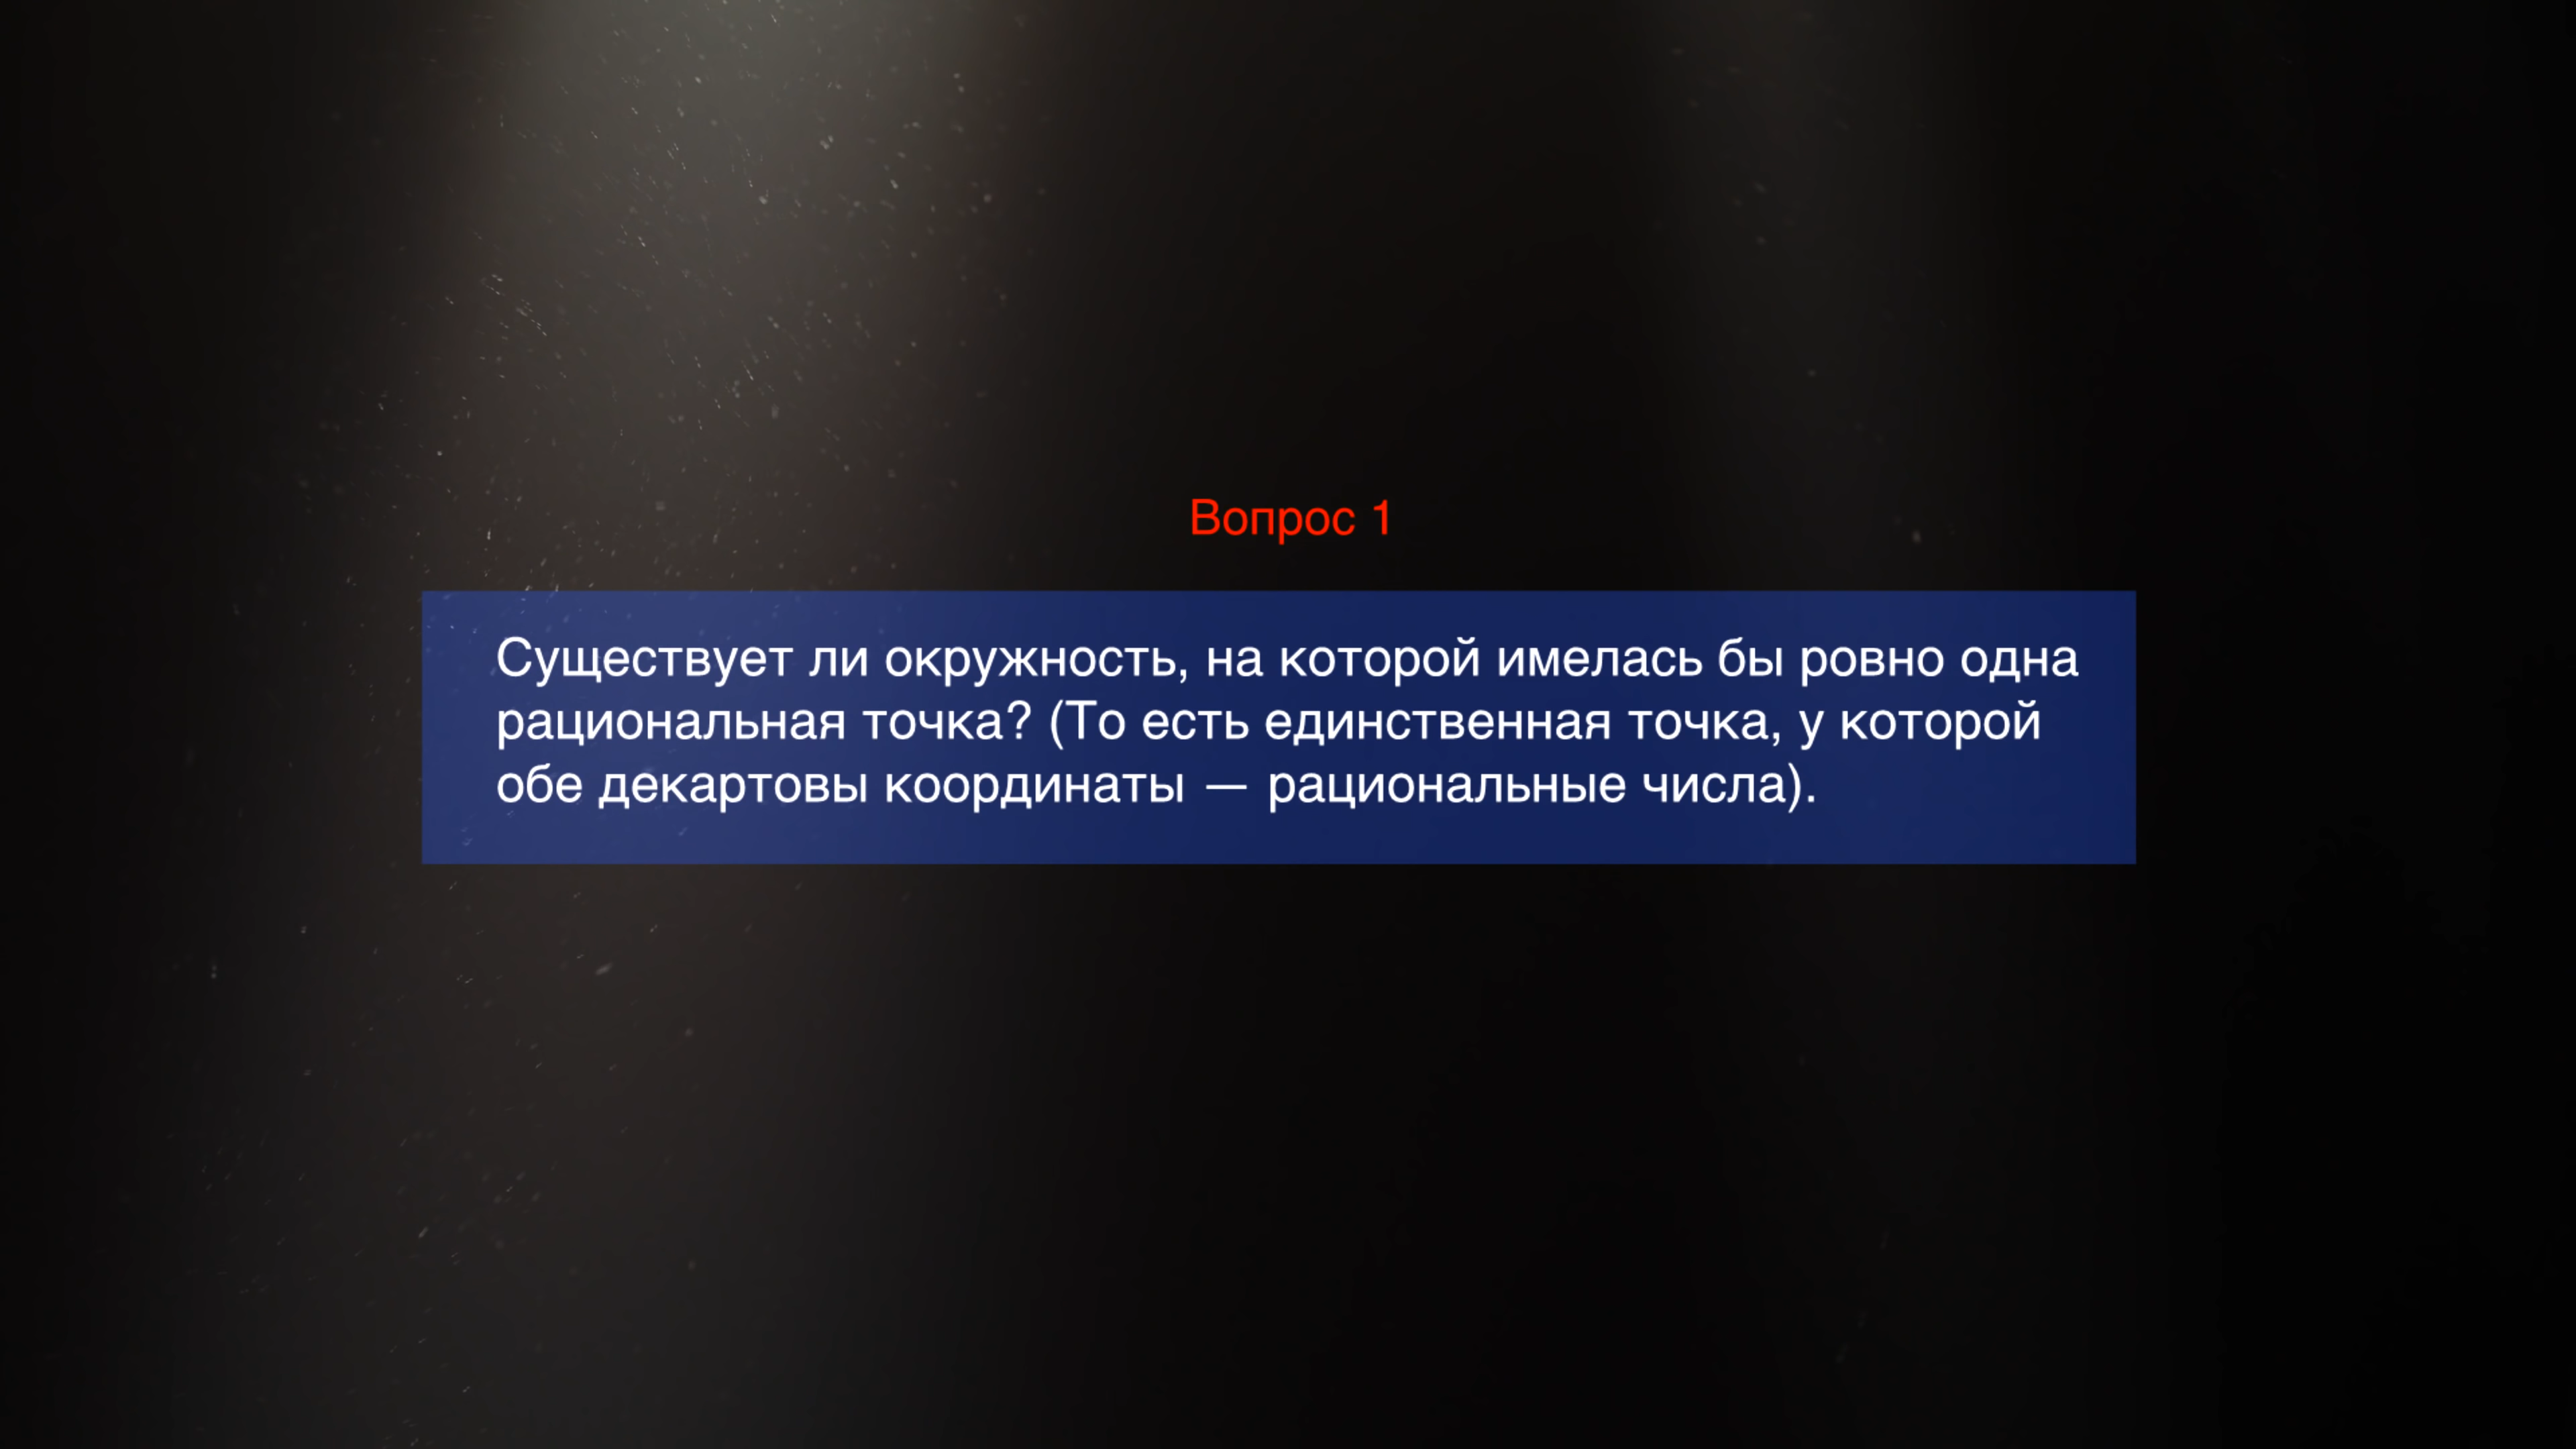 Вопрос 1
Существует ли окружность, на которой имелась бы ровно одна
рациональная точка? (То есть единственная точка, у которой
обе декартовы координаты — рациональные числа).